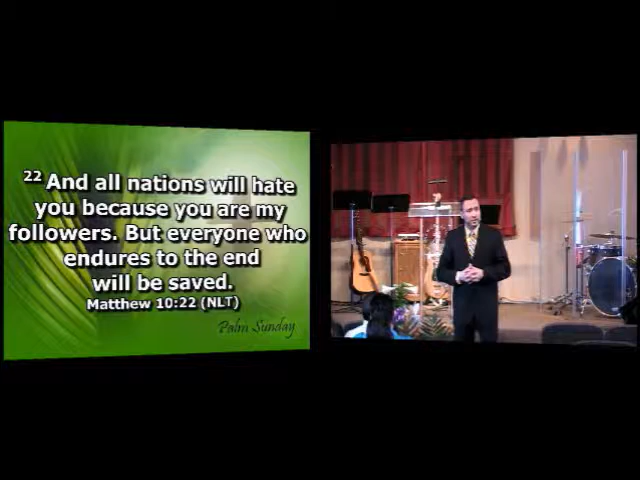 22 And all nations will hate
you because you are my
followers. But everyone who
endures to the end
will be saved.
Matthew 10:22 (NLT)
Palm Sunday